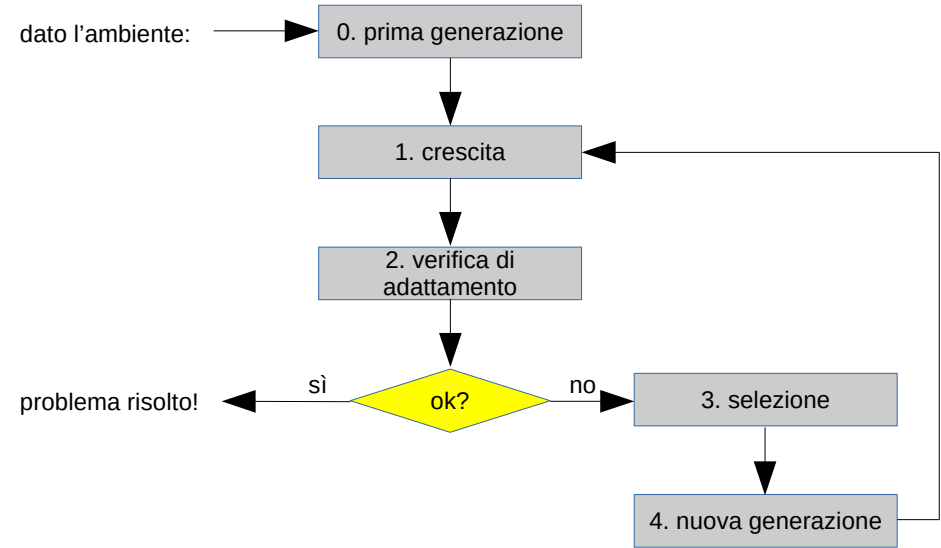 dato l’ambiente:
0. prima generazione
1. crescita
2. verifica di
adattamento
sì
ok?
no
problema risolto!
3. selezione
4. nuova generazione